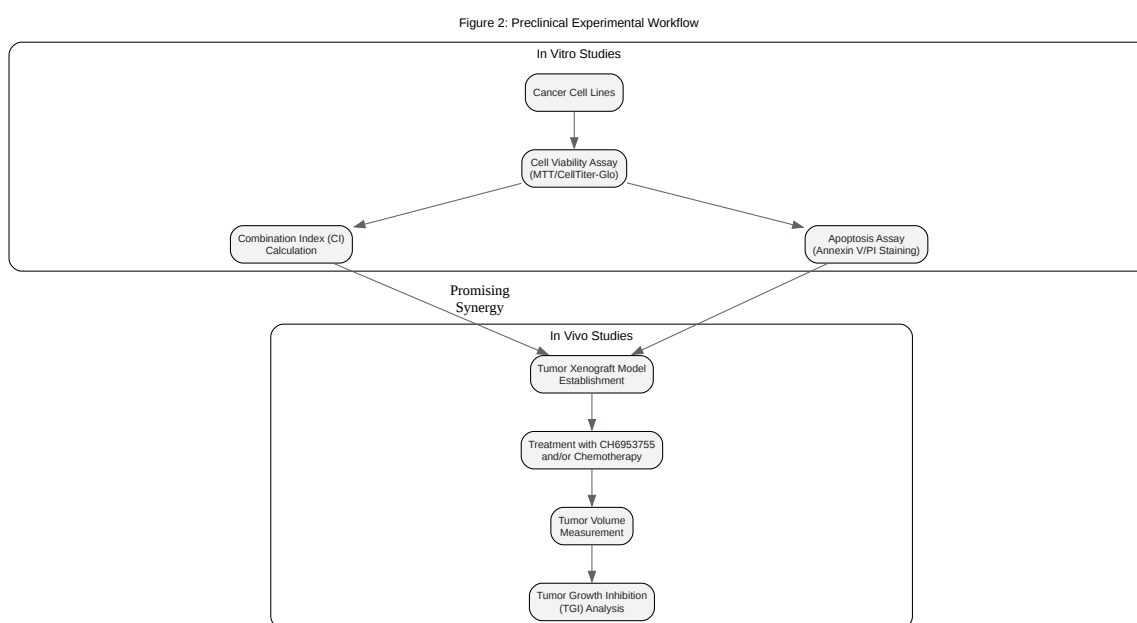 Figure 2: Preclinical Experimental Workflow
In Vitro Studies
Cancer Cell Lines
Cell Viability Assay
(MTT/CellTiter-Glo)
Combination Index (CI)
Calculation
Apoptosis Assay
(Annexin V/PI Staining)
Promising
Synergy
In Vivo Studies
Tumor Xenograft Model
Establishment
Treatment with CH6953755
and/or Chemotherapy
Tumor Volume
Measurement
Tumor Growth Inhibition
(TGI) Analysis